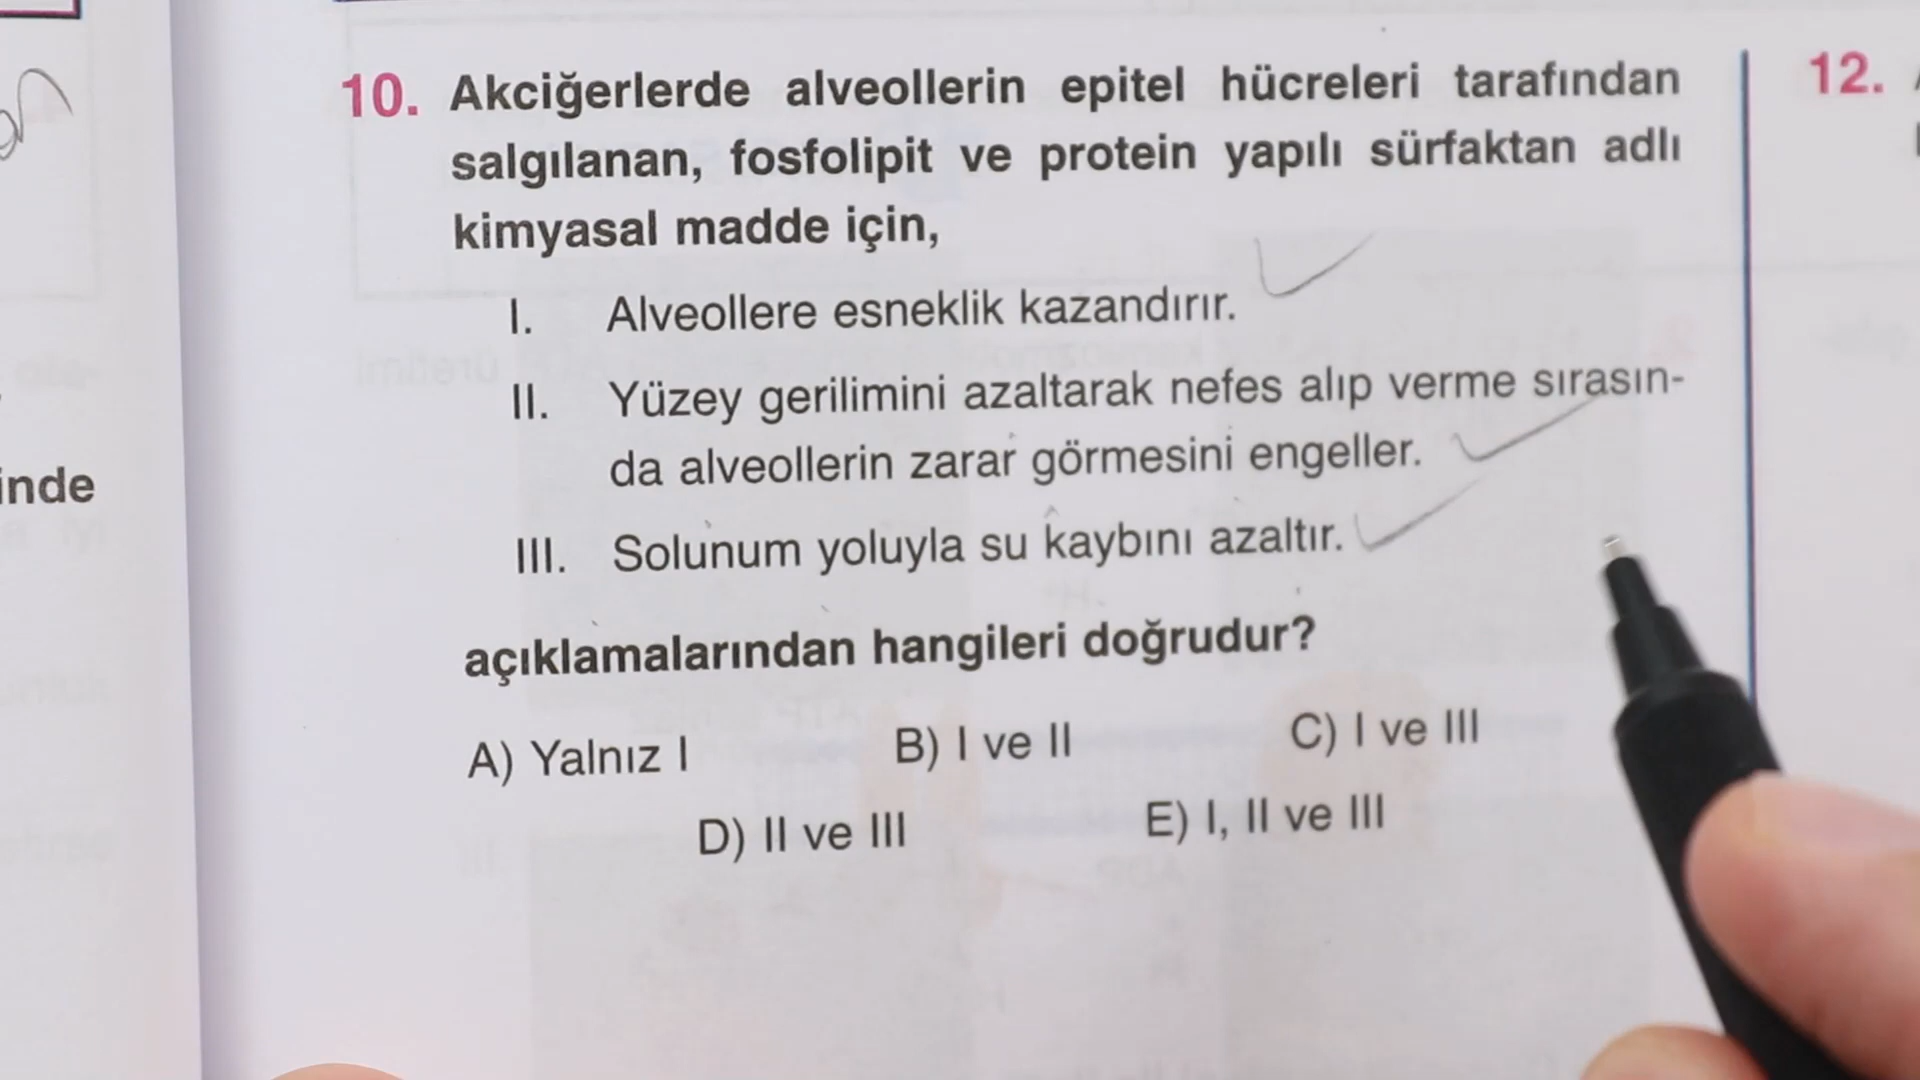 10. Akciğerlerde alveollerin epitel hücreleri tarafından
salgılanan, fosfolipit ve protein yapılı sürfaktan adlı
kimyasal madde için,
I. Alveollere esneklik kazandırır.
II. Yüzey gerilimini azaltarak nefes alıp verme sırasın-
da alveollerin zarar görmesini engeller.
III. Solunum yoluyla su kaybını azaltır.
açıklamalarından hangileri doğrudur?
A) Yalnız I B) I ve II C) I ve III
D) II ve III E) I, II ve III
inde
12.